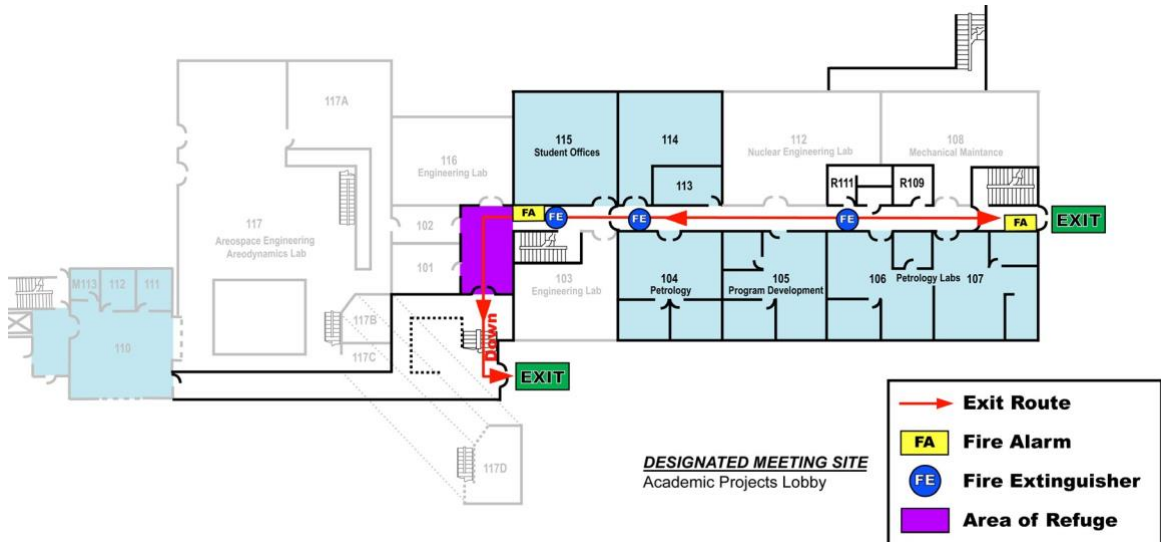 117A
115
Student Offices
114
112
Nuclear Engineering Lab
108
Mechanical Maintance
116
Engineering Lab
113
R111
R109
FA
FE
FE
FE
FA
EXIT
102
117
Areospace Engineering
Areodynamics Lab
101
103
Engineering Lab
104
Petrology
105
Program Development
106
Petrology Labs
107
M113
112
111
110
117B
117C
Down
EXIT
117D
DESIGNATED MEETING SITE
Academic Projects Lobby
Exit Route
FA
Fire Alarm
FE
Fire Extinguisher
Area of Refuge